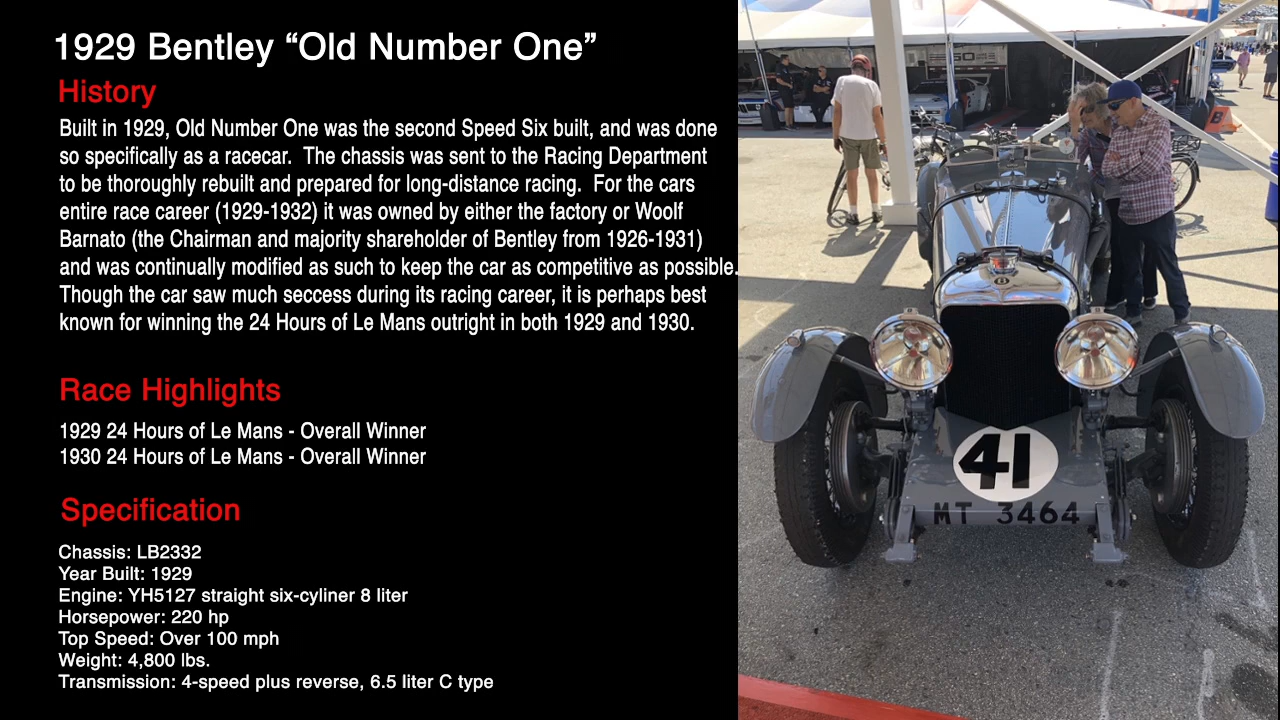 1929 Bentley “Old Number One”
History
Built in 1929, Old Number One was the second Speed Six built, and was done
so specifically as a racecar.  The chassis was sent to the Racing Department
to be thoroughly rebuilt and prepared for long-distance racing.  For the cars
entire race career (1929-1932) it was owned by either the factory or Woolf
Barnato (the Chairman and majority shareholder of Bentley from 1926-1931)
and was continually modified as such to keep the car as competitive as possible.
Though the car saw much seccess during its racing career, it is perhaps best
known for winning the 24 Hours of Le Mans outright in both 1929 and 1930.
Race Highlights
1929 24 Hours of Le Mans - Overall Winner
1930 24 Hours of Le Mans - Overall Winner
Specification
Chassis: LB2332
Year Built: 1929
Engine: YH5127 straight six-cyliner 8 liter
Horsepower: 220 hp
Top Speed: Over 100 mph
Weight: 4,800 lbs.
Transmission: 4-speed plus reverse, 6.5 liter C type
B
41
MT 3464